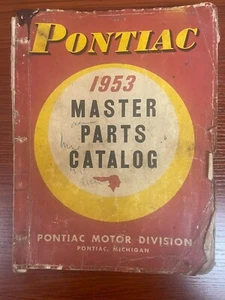 PONTIAC
1953
MASTER
PARTS
CATALOG
PONTIAC MOTOR DIVISION
PONTIAC, MICHIGAN